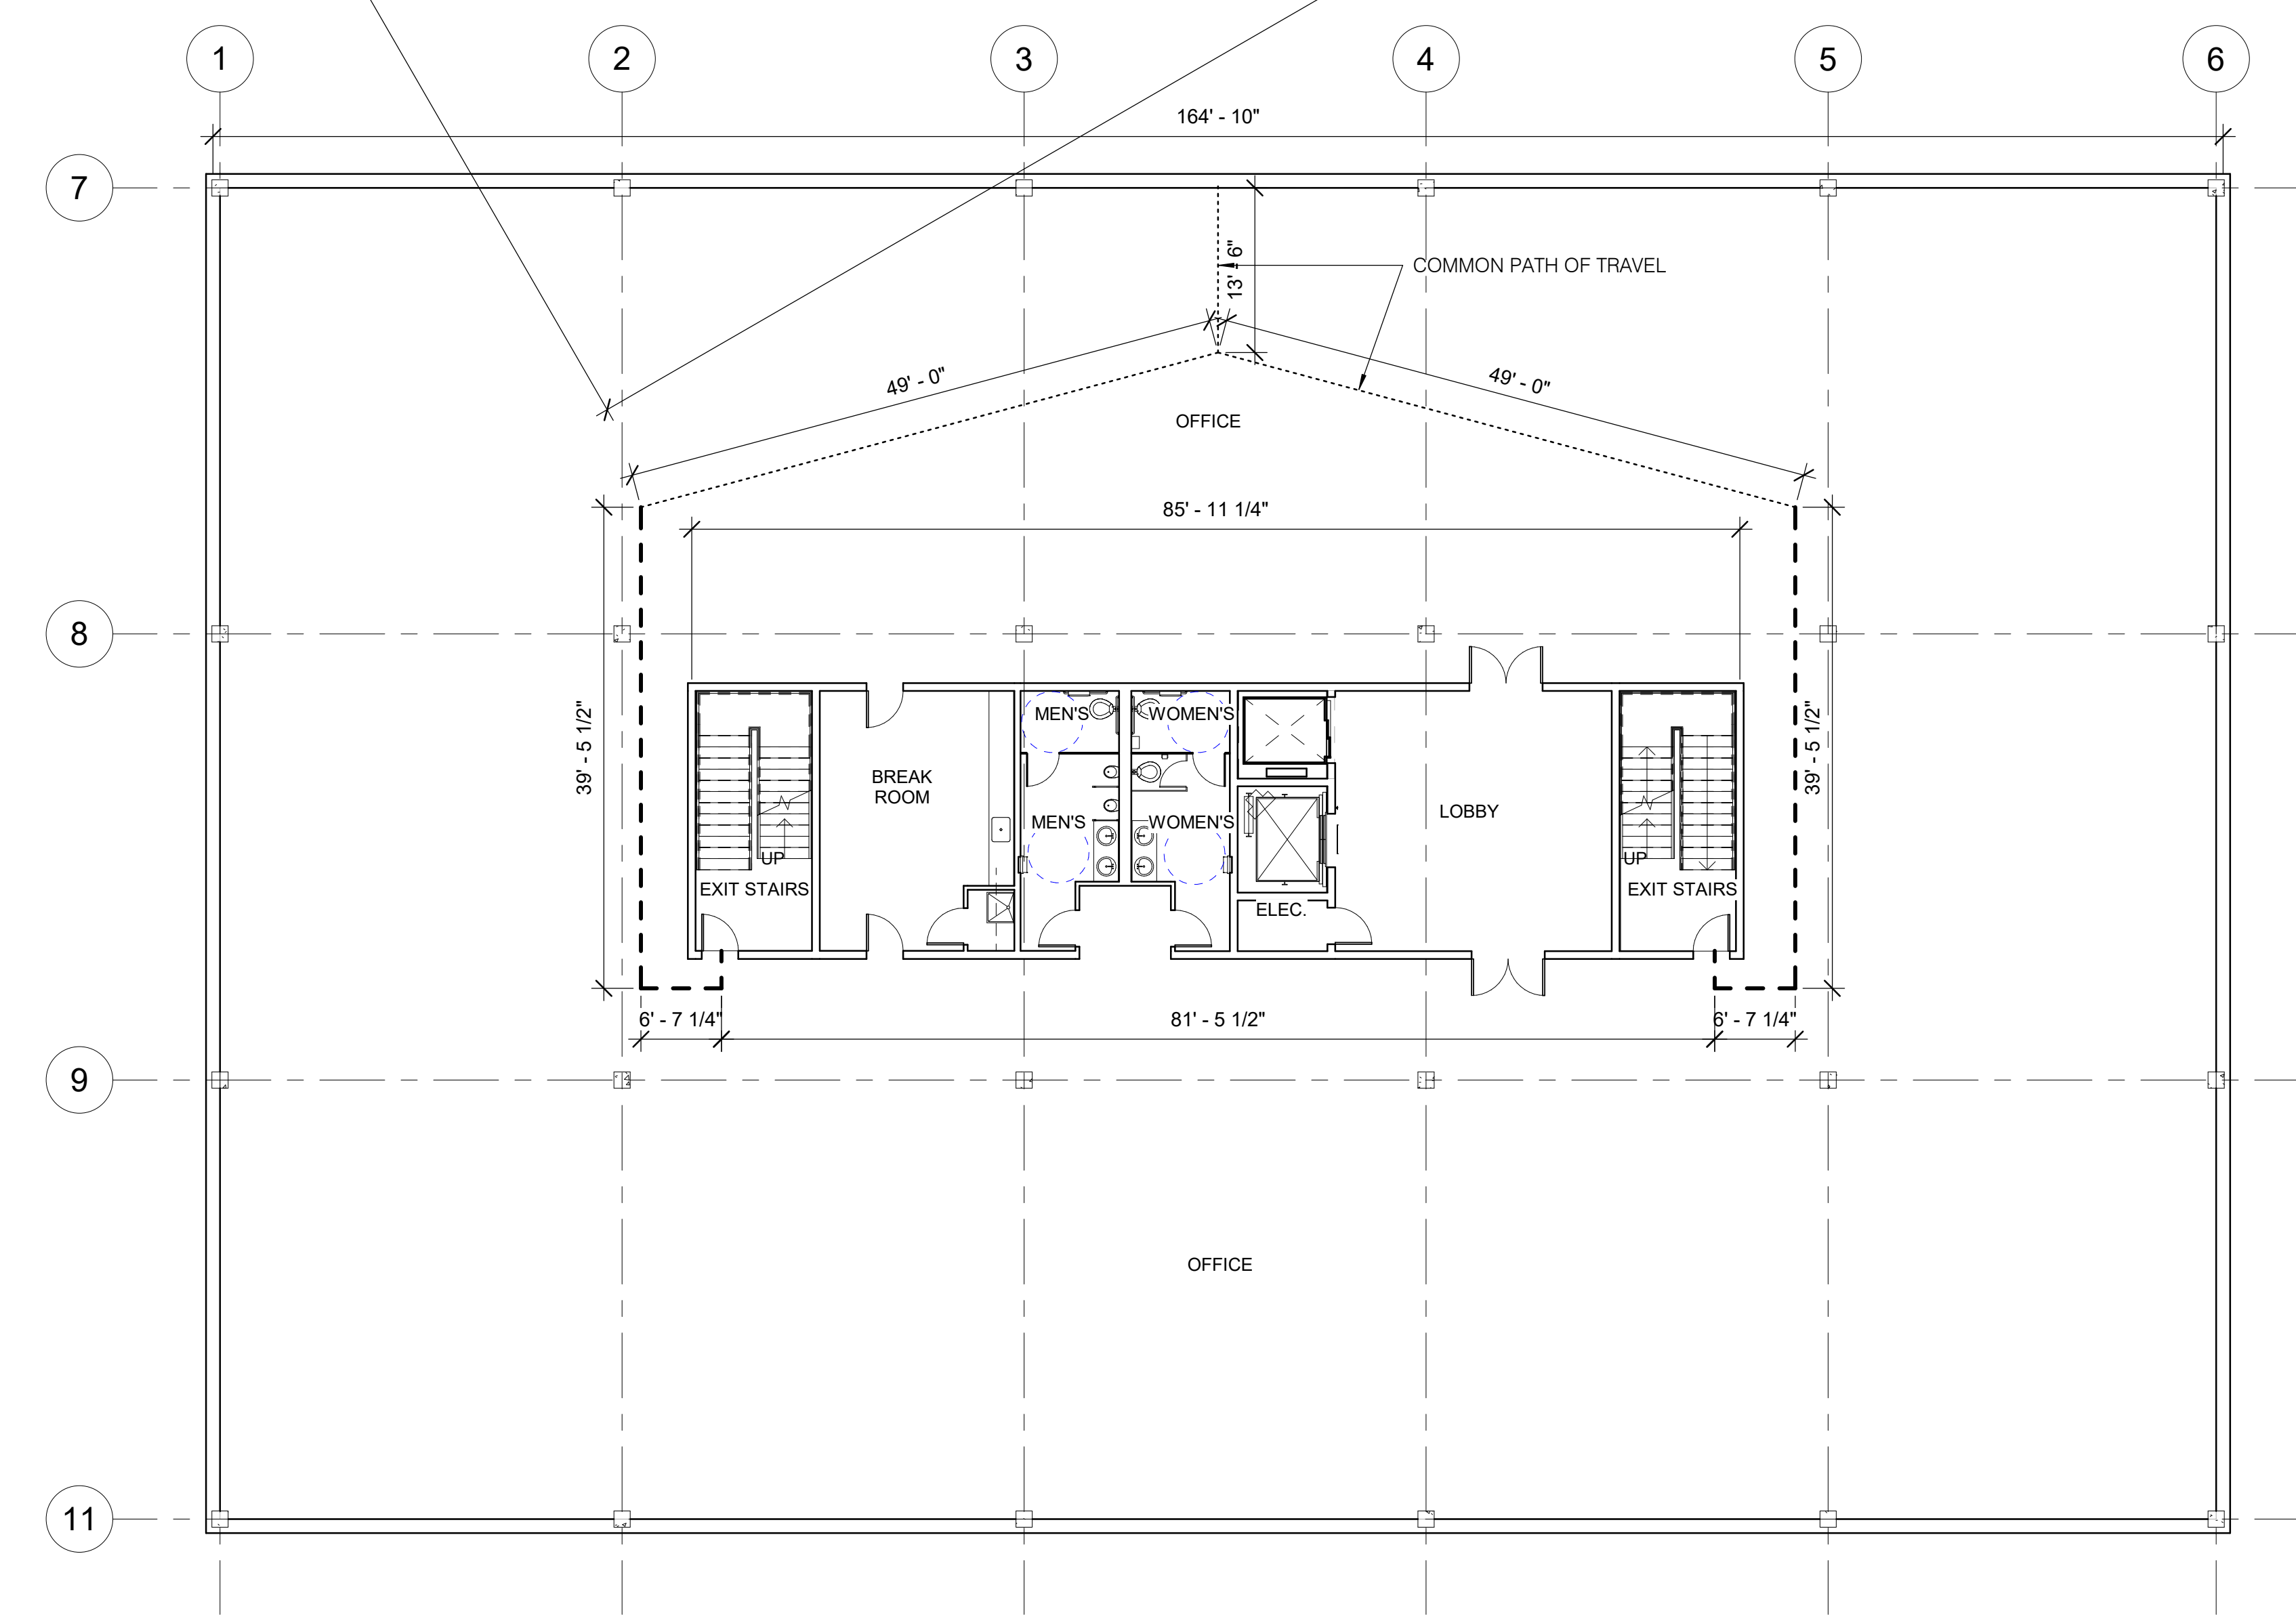 1
2
3
4
5
6
164' - 10"
7
13' - 6"
COMMON PATH OF TRAVEL
49' - 0"
49' - 0"
OFFICE
85' - 11 1/4"
8
39' - 5 1/2"
39' - 5 1/2"
MEN'S
WOMEN'S
BREAK
ROOM
LOBBY
MEN'S
WOMEN'S
UP
UP
EXIT STAIRS
EXIT STAIRS
ELEC.
6' - 7 1/4"
81' - 5 1/2"
6' - 7 1/4"
9
OFFICE
11